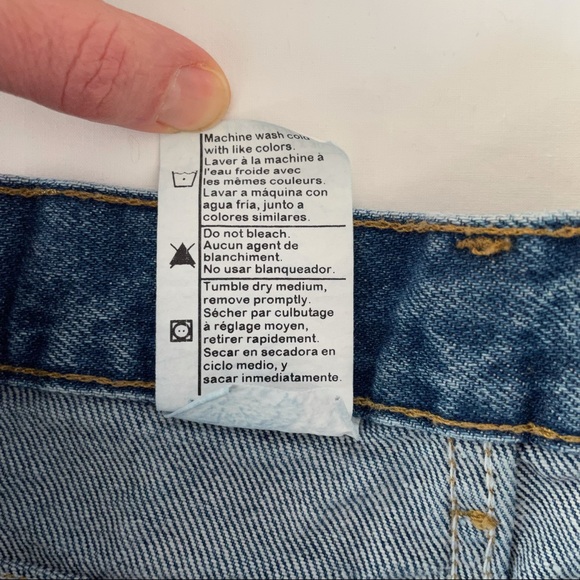 Machine wash cold
with like colors.
Laver à la machine à
l'eau froide avec
les mêmes couleurs.
Lavar a máquina con
agua fría, junto a
colores similares.
Do not bleach.
Aucun agent de
blanchiment.
No usar blanqueador.
Tumble dry medium,
remove promptly.
Sécher par culbutage
à réglage moyen,
retirer rapidement.
Secar en secadora en
ciclo medio, y
sacar inmediatamente.